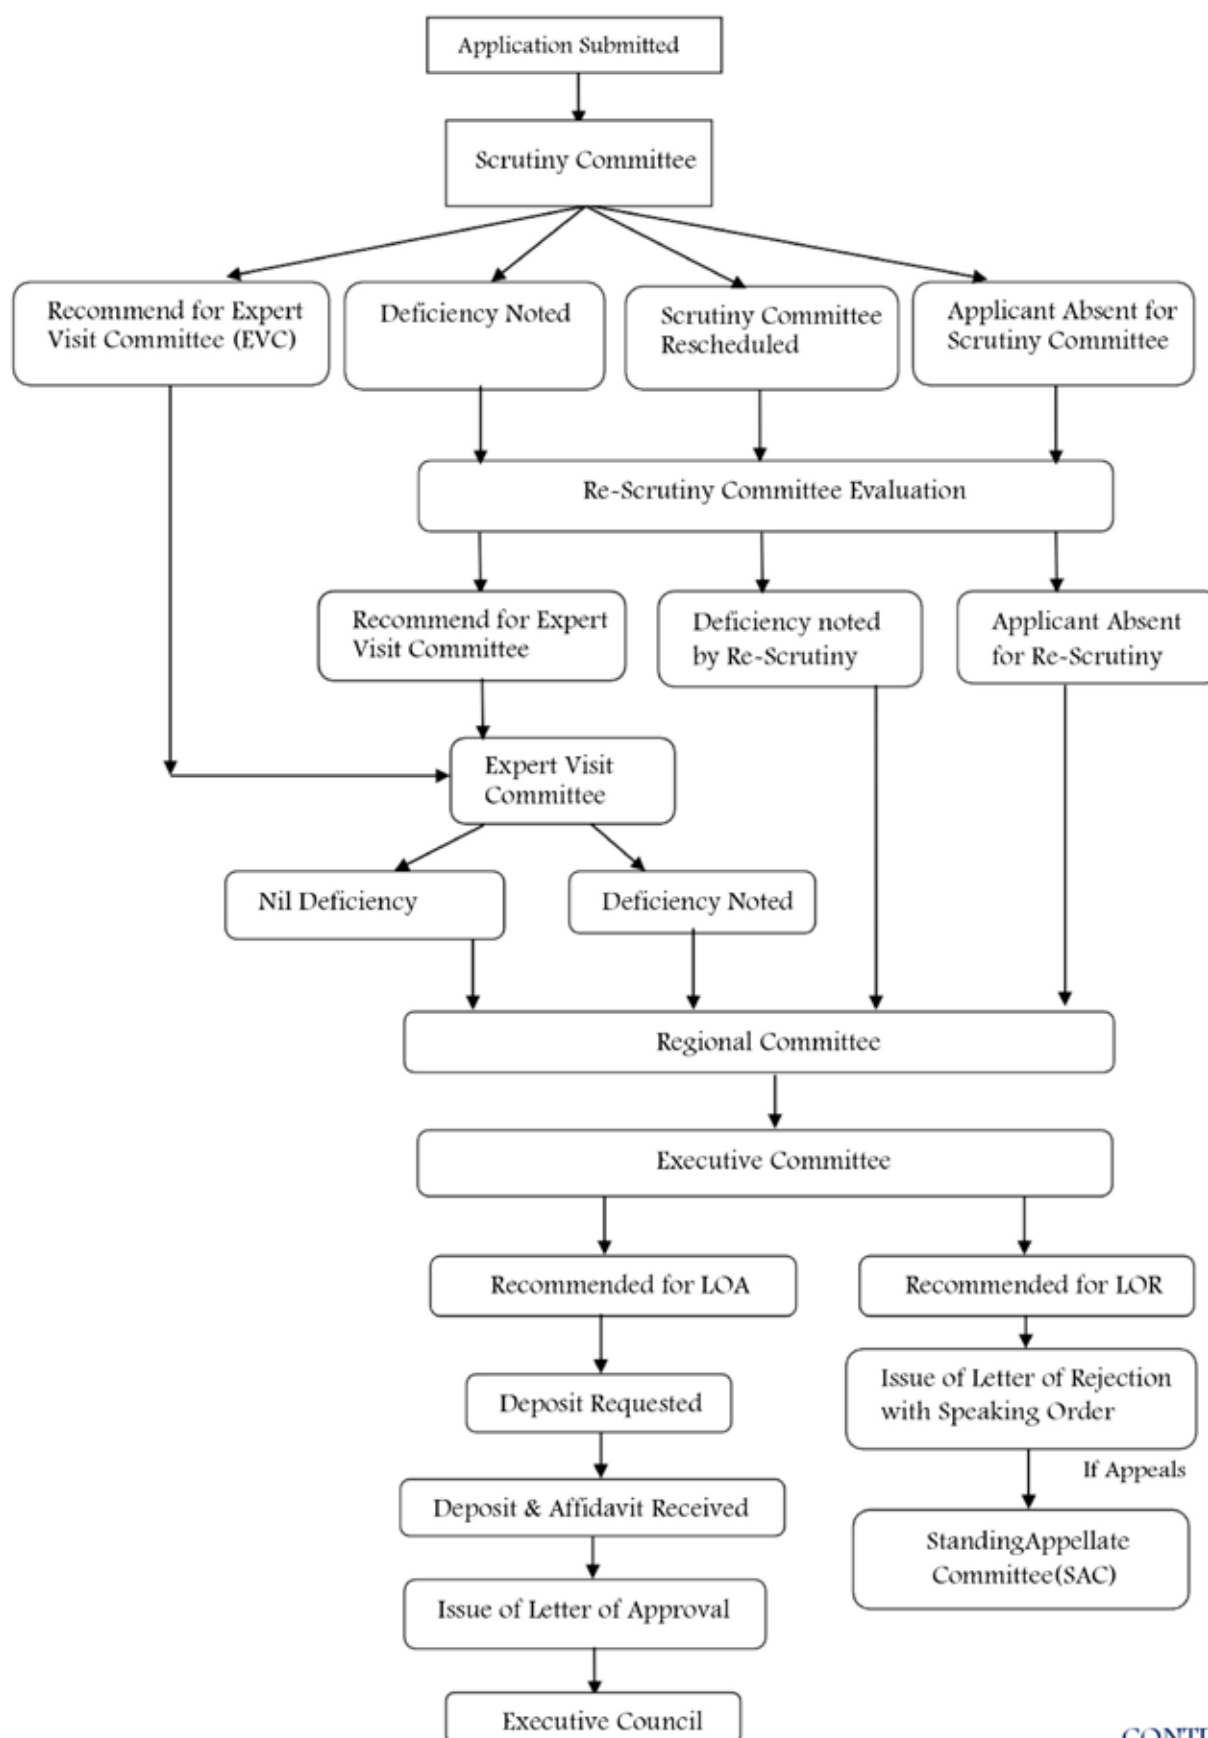 Application Submitted
Scrutiny Committee
Recommend for Expert
Visit Committee (EVC)
Deficiency Noted
Scrutiny Committee
Rescheduled
Applicant Absent for
Scrutiny Committee
Re-Scrutiny Committee Evaluation
Recommend for Expert
Visit Committee
Deficiency noted
by Re-Scrutiny
Applicant Absent
for Re-Scrutiny
Expert Visit
Committee
Nil Deficiency
Deficiency Noted
Regional Committee
Executive Committee
Recommended for LOA
Recommended for LOR
Deposit Requested
Issue of Letter of Rejection
with Speaking Order
If Appeals
Deposit & Affidavit Received
StandingAppellate
Committee(SAC)
Issue of Letter of Approval
Executive Council